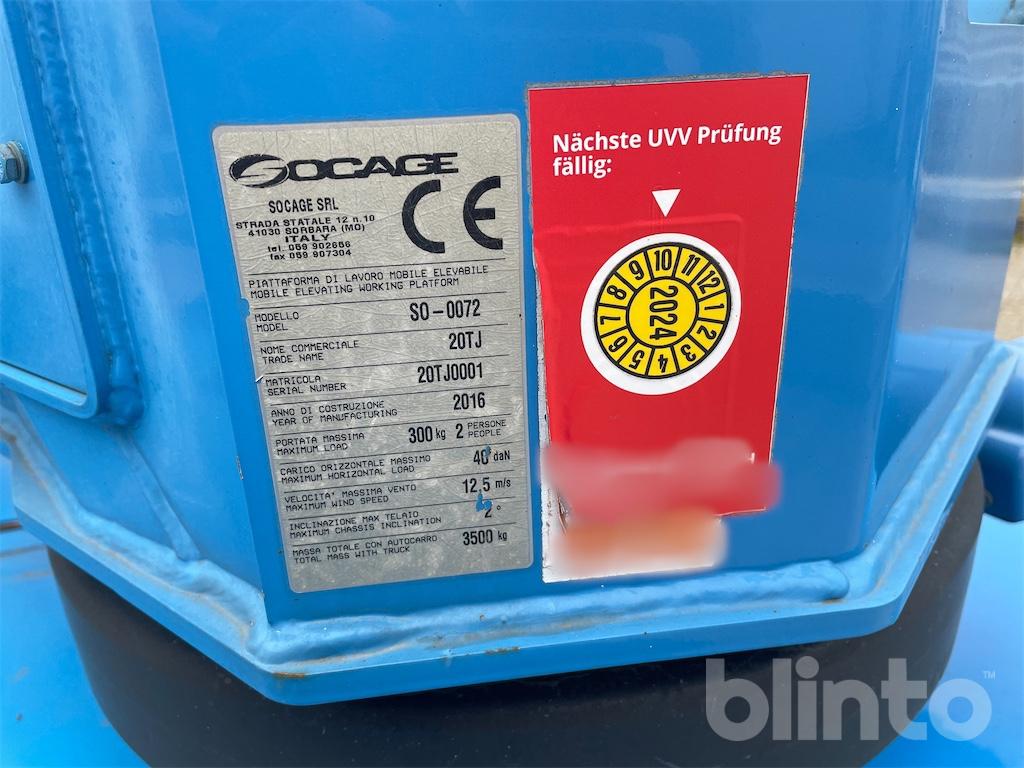 SOCAGE
CE
SOCAGE SRL
STRADA STATALE 12 n.10
41030 SORBARA (MO)
ITALY
tel. 059 902656
fax 059 907304
PIATTAFORMA DI LAVORO MOBILE ELEVABILE
MOBILE ELEVATING WORKING PLATFORM
MODELLO
MODEL
SO-0072
NOME COMMERCIALE
TRADE NAME
20TJ
MATRICOLA
SERIAL NUMBER
20TJ0001
ANNO DI COSTRUZIONE
YEAR OF MANUFACTURING
2016
PORTATA MASSIMA
MAXIMUM LOAD
300 kg 2 PERSONE
PEOPLE
CARICO ORIZZONTALE MASSIMO
MAXIMUM HORIZONTAL LOAD
40 daN
VELOCITA' MASSIMA VENTO
MAXIMUM WIND SPEED
12.5 m/s
INCLINAZIONE MAX TELAIO
MAXIMUM CHASSIS INCLINATION
2°
MASSA TOTALE CON AUTOCARRO
TOTAL MASS WITH TRUCK
3500 kg
Nächste UVV Prüfung
fällig:
1 2 3 4 5 6 7 8 9 10 11 12
2024
blinto™